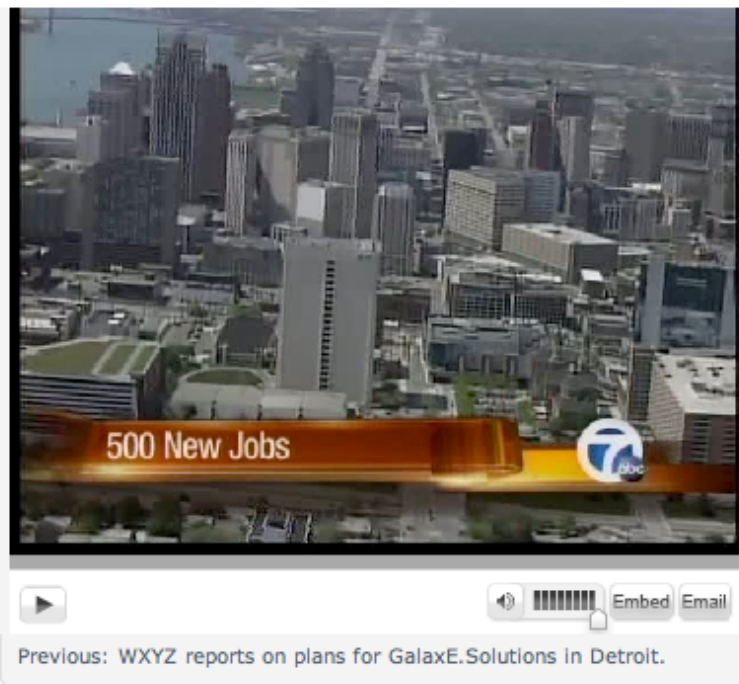 500 New Jobs
7
abc
Embed
Email
Previous: WXYZ reports on plans for GalaxE.Solutions in Detroit.